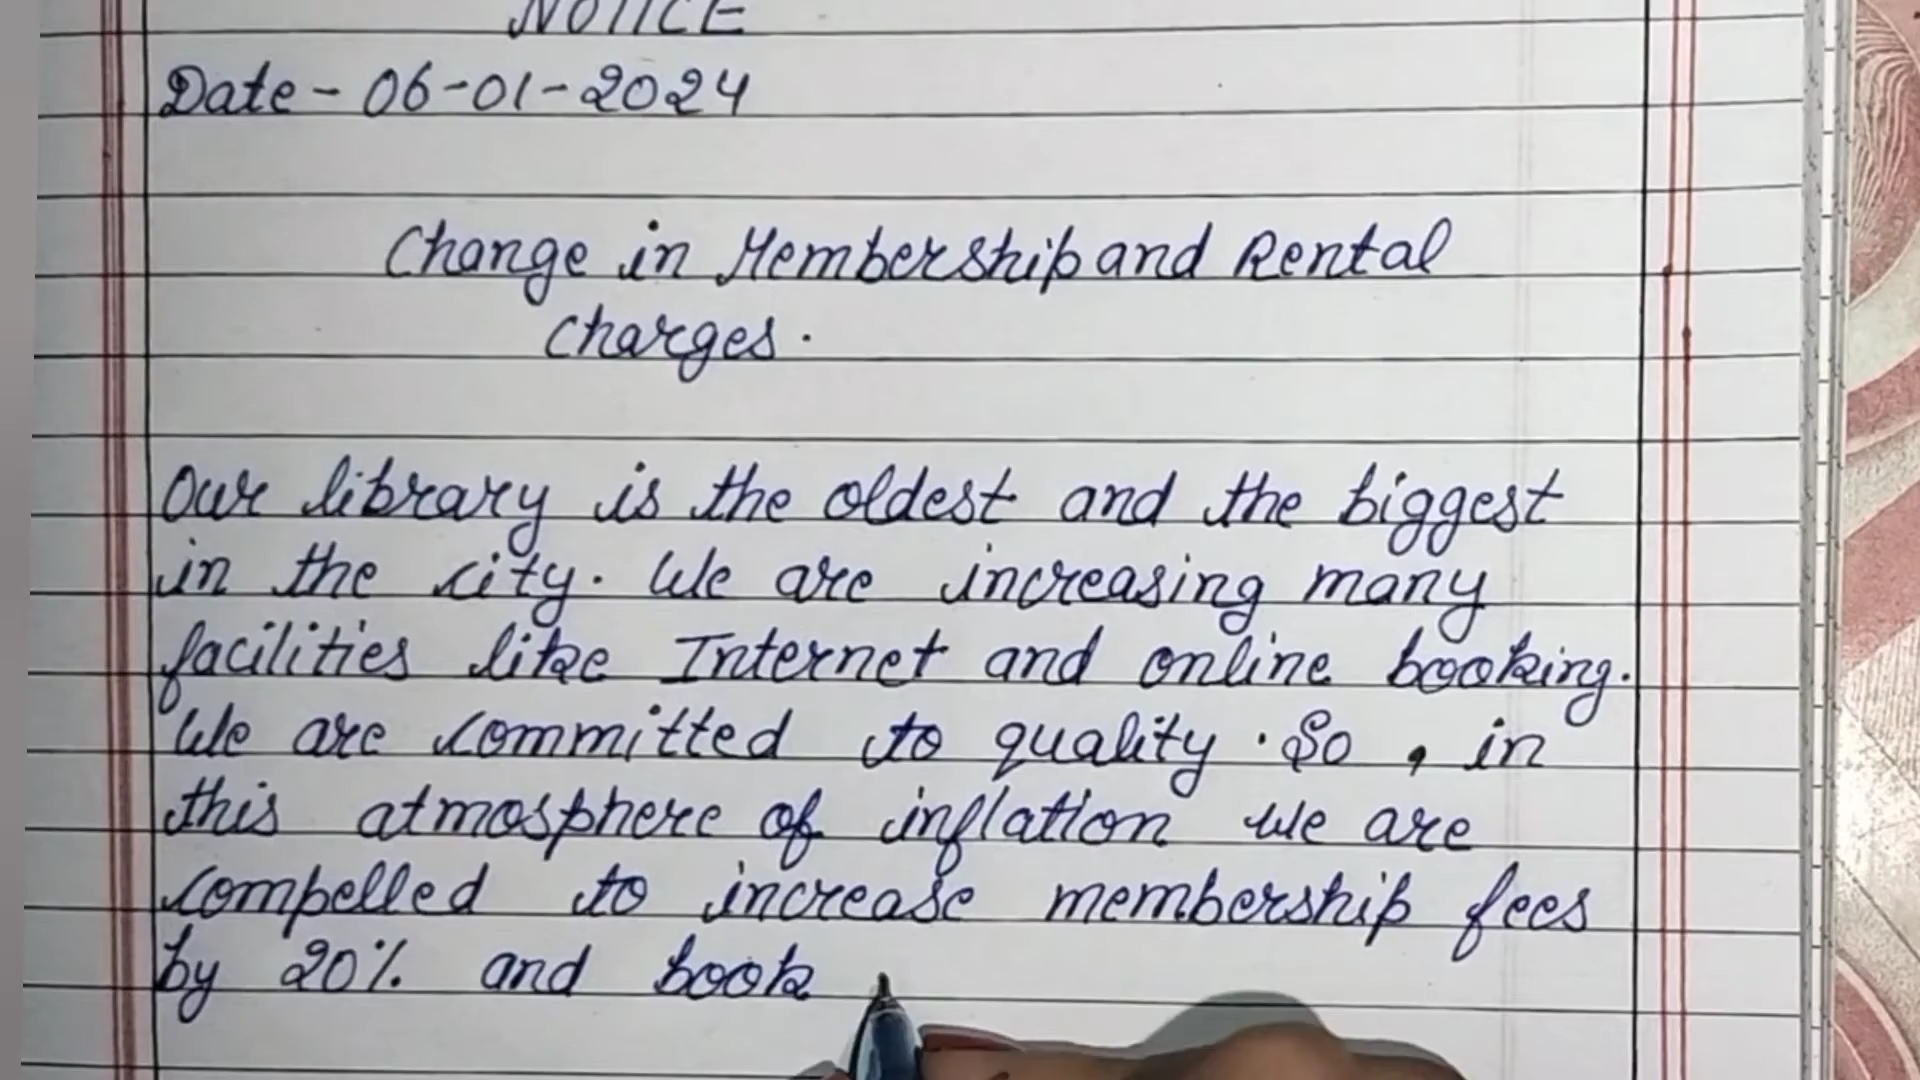 NOTICE
Date - 06-01-2024
Change in Membership and Rental
Charges.
Our library is the oldest and the biggest
in the city. We are increasing many
facilities like Internet and online booking.
We are committed to quality. So, in
this atmosphere of inflation we are
compelled to increase membership fees
by 20% and book